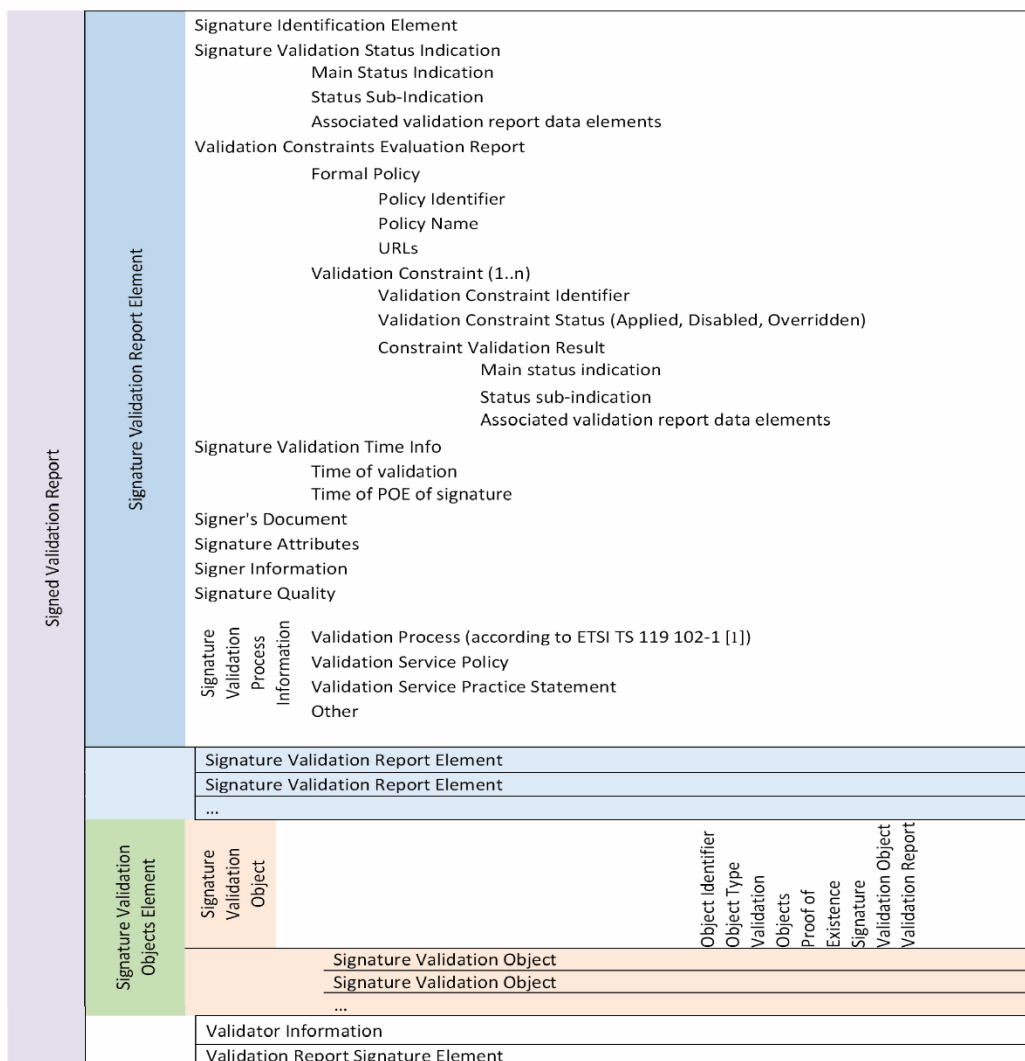 Signed Validation Report
Signature Validation Report Element
Signature Identification Element
Signature Validation Status Indication
Main Status Indication
Status Sub-Indication
Associated validation report data elements
Validation Constraints Evaluation Report
Formal Policy
Policy Identifier
Policy Name
URLs
Validation Constraint (1..n)
Validation Constraint Identifier
Validation Constraint Status (Applied, Disabled, Overridden)
Constraint Validation Result
Main status indication
Status sub-indication
Associated validation report data elements
Signature Validation Time Info
Time of validation
Time of POE of signature
Signer's Document
Signature Attributes
Signer Information
Signature Quality
Signature
Validation
Process
Information
Validation Process (according to ETSI TS 119 102-1 [1])
Validation Service Policy
Validation Service Practice Statement
Other
Signature Validation Report Element
Signature Validation Report Element
...
Signature Validation
Objects Element
Signature
Validation
Object
Object Identifier
Object Type
Validation
Objects
Proof of
Existence
Signature
Validation Object
Validation Report
Signature Validation Object
Signature Validation Object
...
Validator Information
Validation Report Signature Element